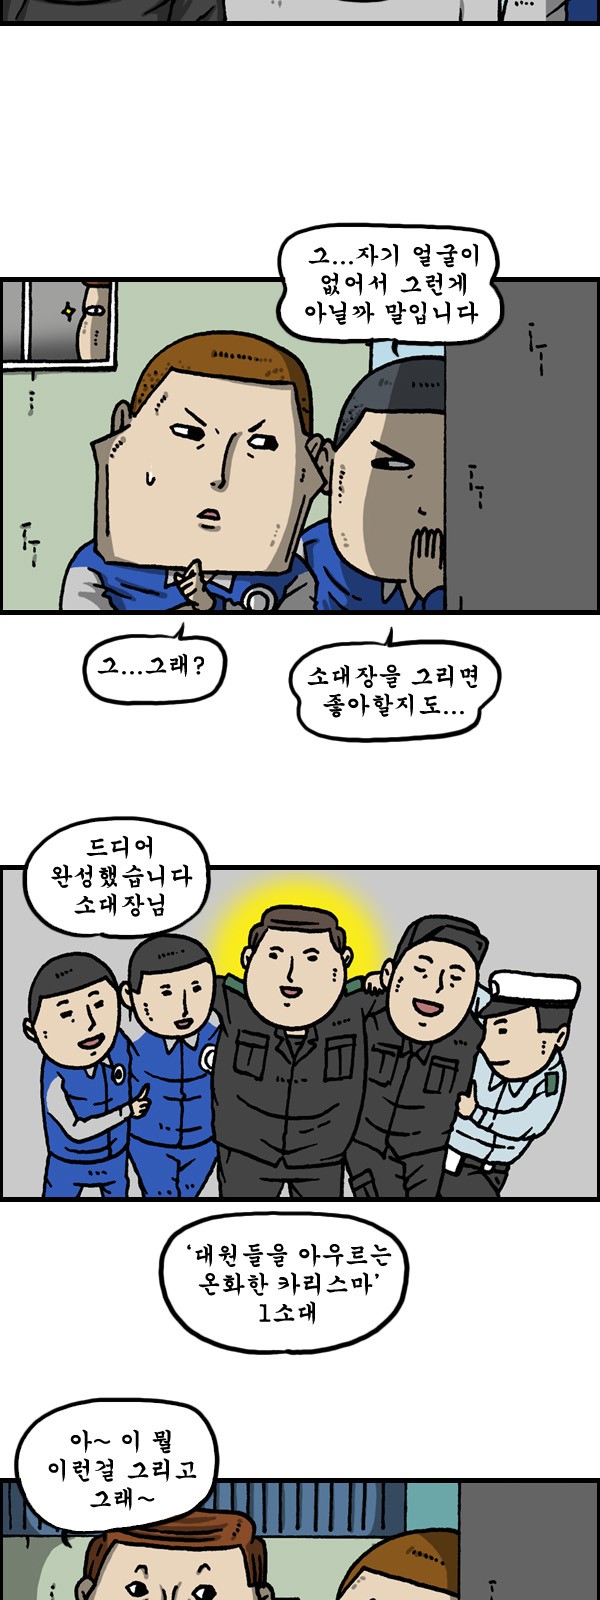 그...자기 얼굴이
없어서 그런게
아닐까 말입니다
그...그래?
소대장을 그리면
좋아할지도...
드디어
완성했습니다
소대장님
'대원들을 아우르는
온화한 카리스마'
1소대
아~ 이 뭘
이런걸 그리고
그래~